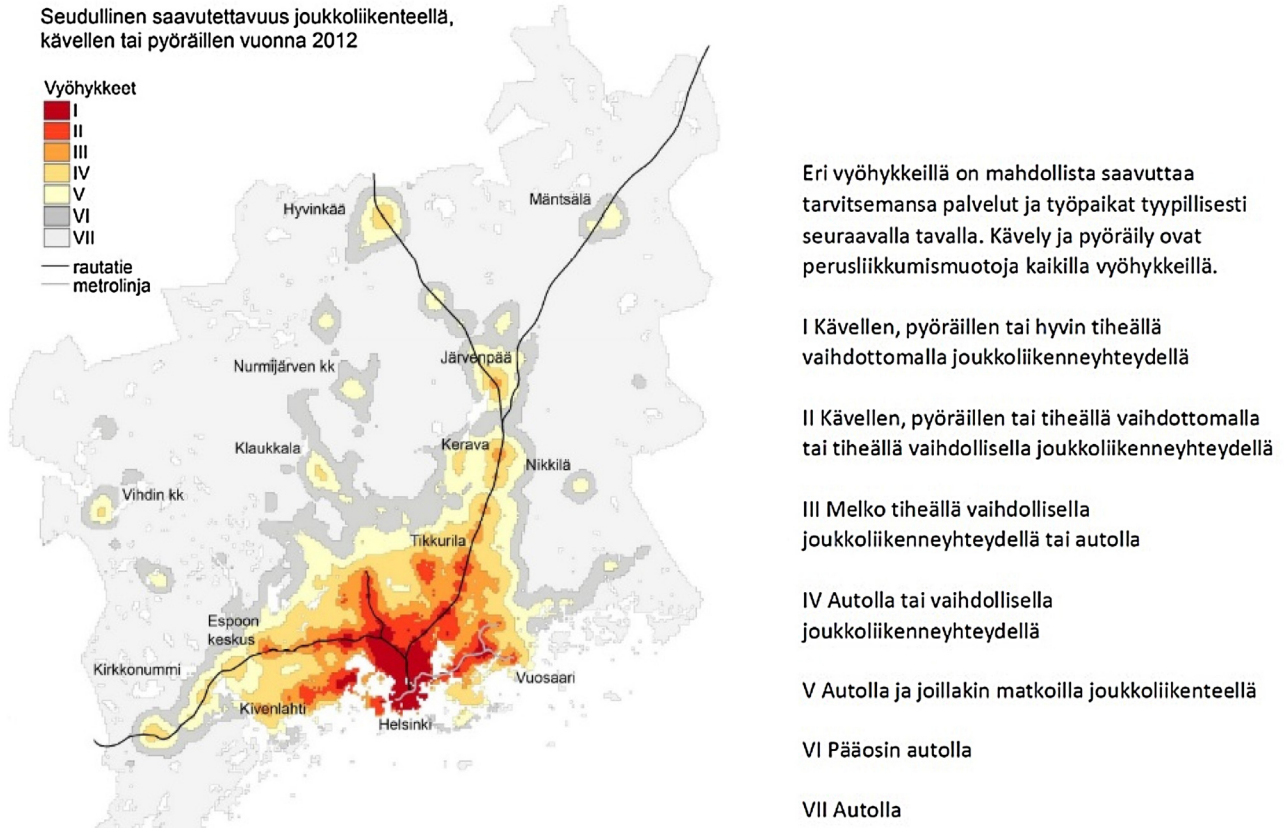 Seudullinen saavutettavuus joukkoliikenteellä,
kävellen tai pyöräillen vuonna 2012
Vyöhykkeet
I
II
III
IV
V
VI
VII
rautatie
metrolinja
Hyvinkää
Mäntsälä
Järvenpää
Nurmijärven kk
Klaukkala
Kerava
Nikkilä
Vihdin kk
Tikkurila
Espoon
keskus
Kirkkonummi
Vuosaari
Kivenlahti
Helsinki
Eri vyöhykkeillä on mahdollista saavuttaa
tarvitsemansa palvelut ja työpaikat tyypillisesti
seuraavalla tavalla. Kävely ja pyöräily ovat
perusliikkumismuotoja kaikilla vyöhykkeillä.
I Kävellen, pyöräillen tai hyvin tiheällä
vaihdottomalla joukkoliikenneyhteydellä
II Kävellen, pyöräillen tai tiheällä vaihdottomalla
tai tiheällä vaihdollisella joukkoliikenneyhteydellä
III Melko tiheällä vaihdollisella
joukkoliikenneyhteydellä tai autolla
IV Autolla tai vaihdollisella
joukkoliikenneyhteydellä
V Autolla ja joillakin matkoilla joukkoliikenteellä
VI Pääosin autolla
VII Autolla